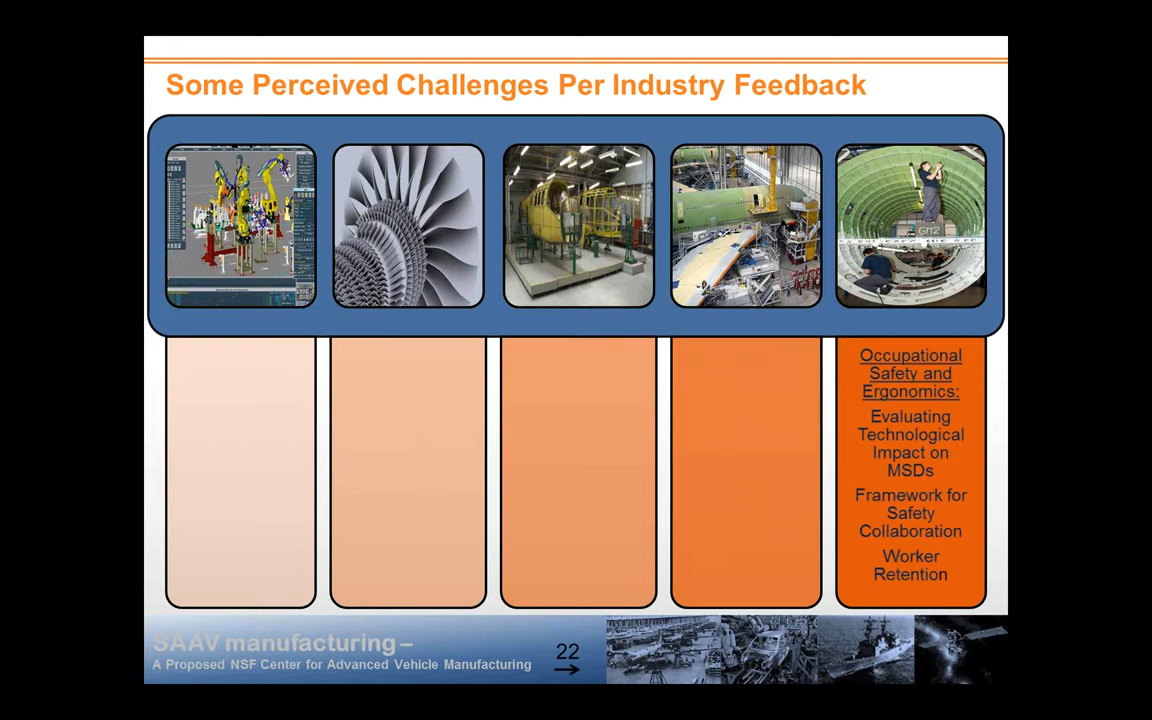 Some Perceived Challenges Per Industry Feedback
GM2
Occupational
Safety and
Ergonomics:
Evaluating
Technological
Impact on
MSDs
Framework for
Safety
Collaboration
Worker
Retention
SAAV manufacturing –
A Proposed NSF Center for Advanced Vehicle Manufacturing
22